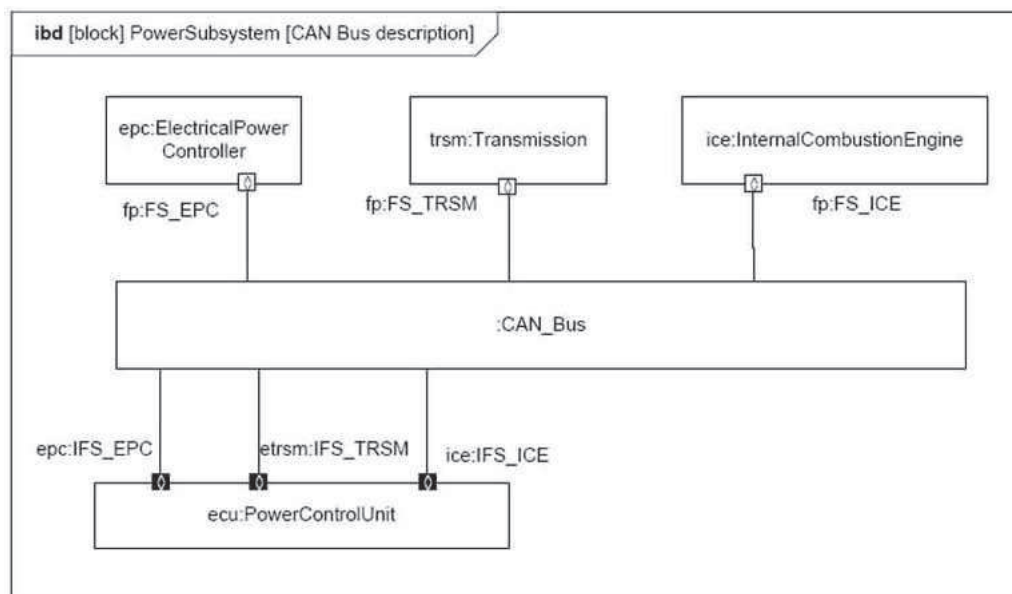 ibd [block] PowerSubsystem [CAN Bus description]
epc:ElectricalPower
Controller
trsm:Transmission
ice:InternalCombustionEngine
fp:FS_EPC
fp:FS_TRSM
fp:FS_ICE
:CAN_Bus
epc:IFS_EPC
etrsm:IFS_TRSM
ice:IFS_ICE
ecu:PowerControlUnit